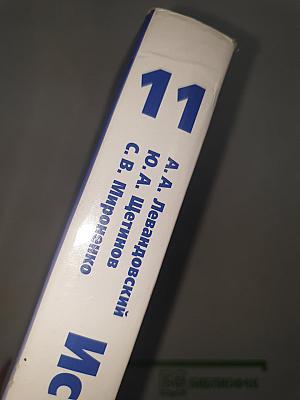 11
А. А. Левандовский
Ю. А. Щетинов
С. В. Мироненко
Ис